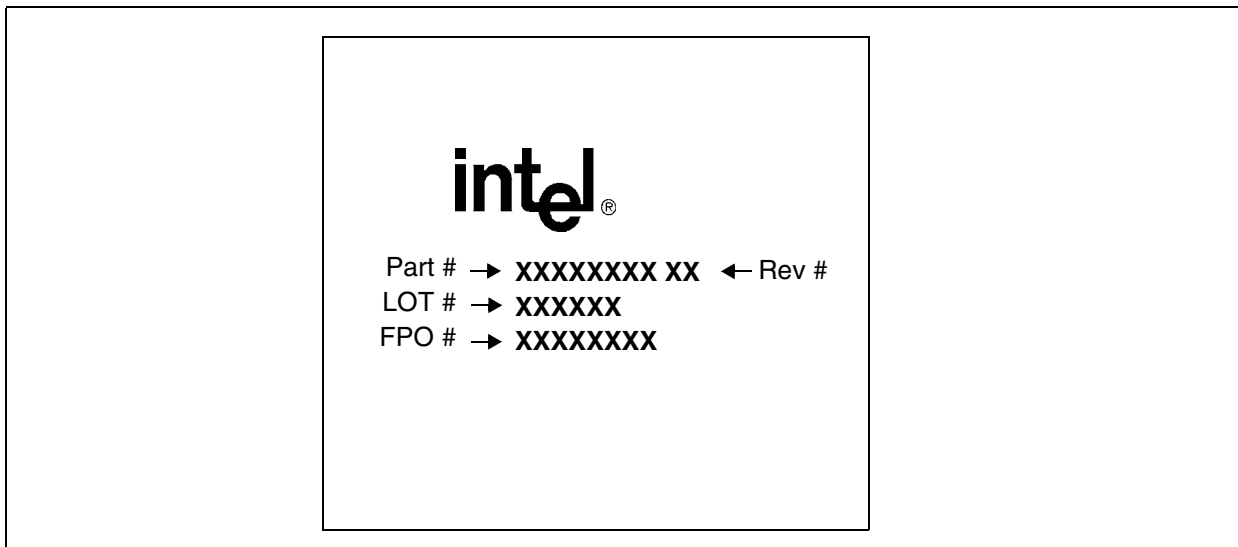 intel®
Part # → XXXXXXXX XX ← Rev #
LOT # → XXXXXX
FPO # → XXXXXXXX